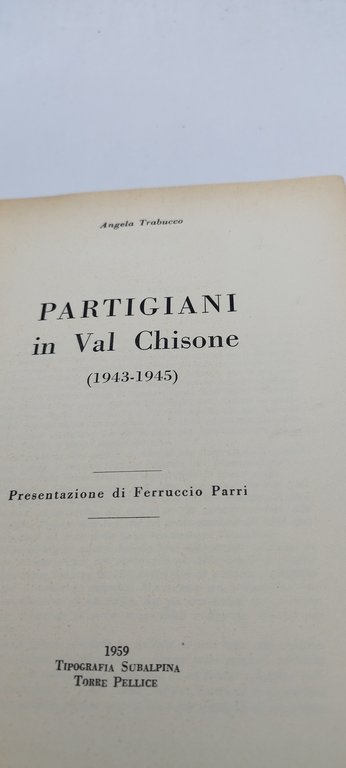 Angela Trabucco
PARTIGIANI
in Val Chisone
(1943-1945)
Presentazione di Ferruccio Parri
1959
TIPOGRAFIA SUBALPINA
TORRE PELLICE